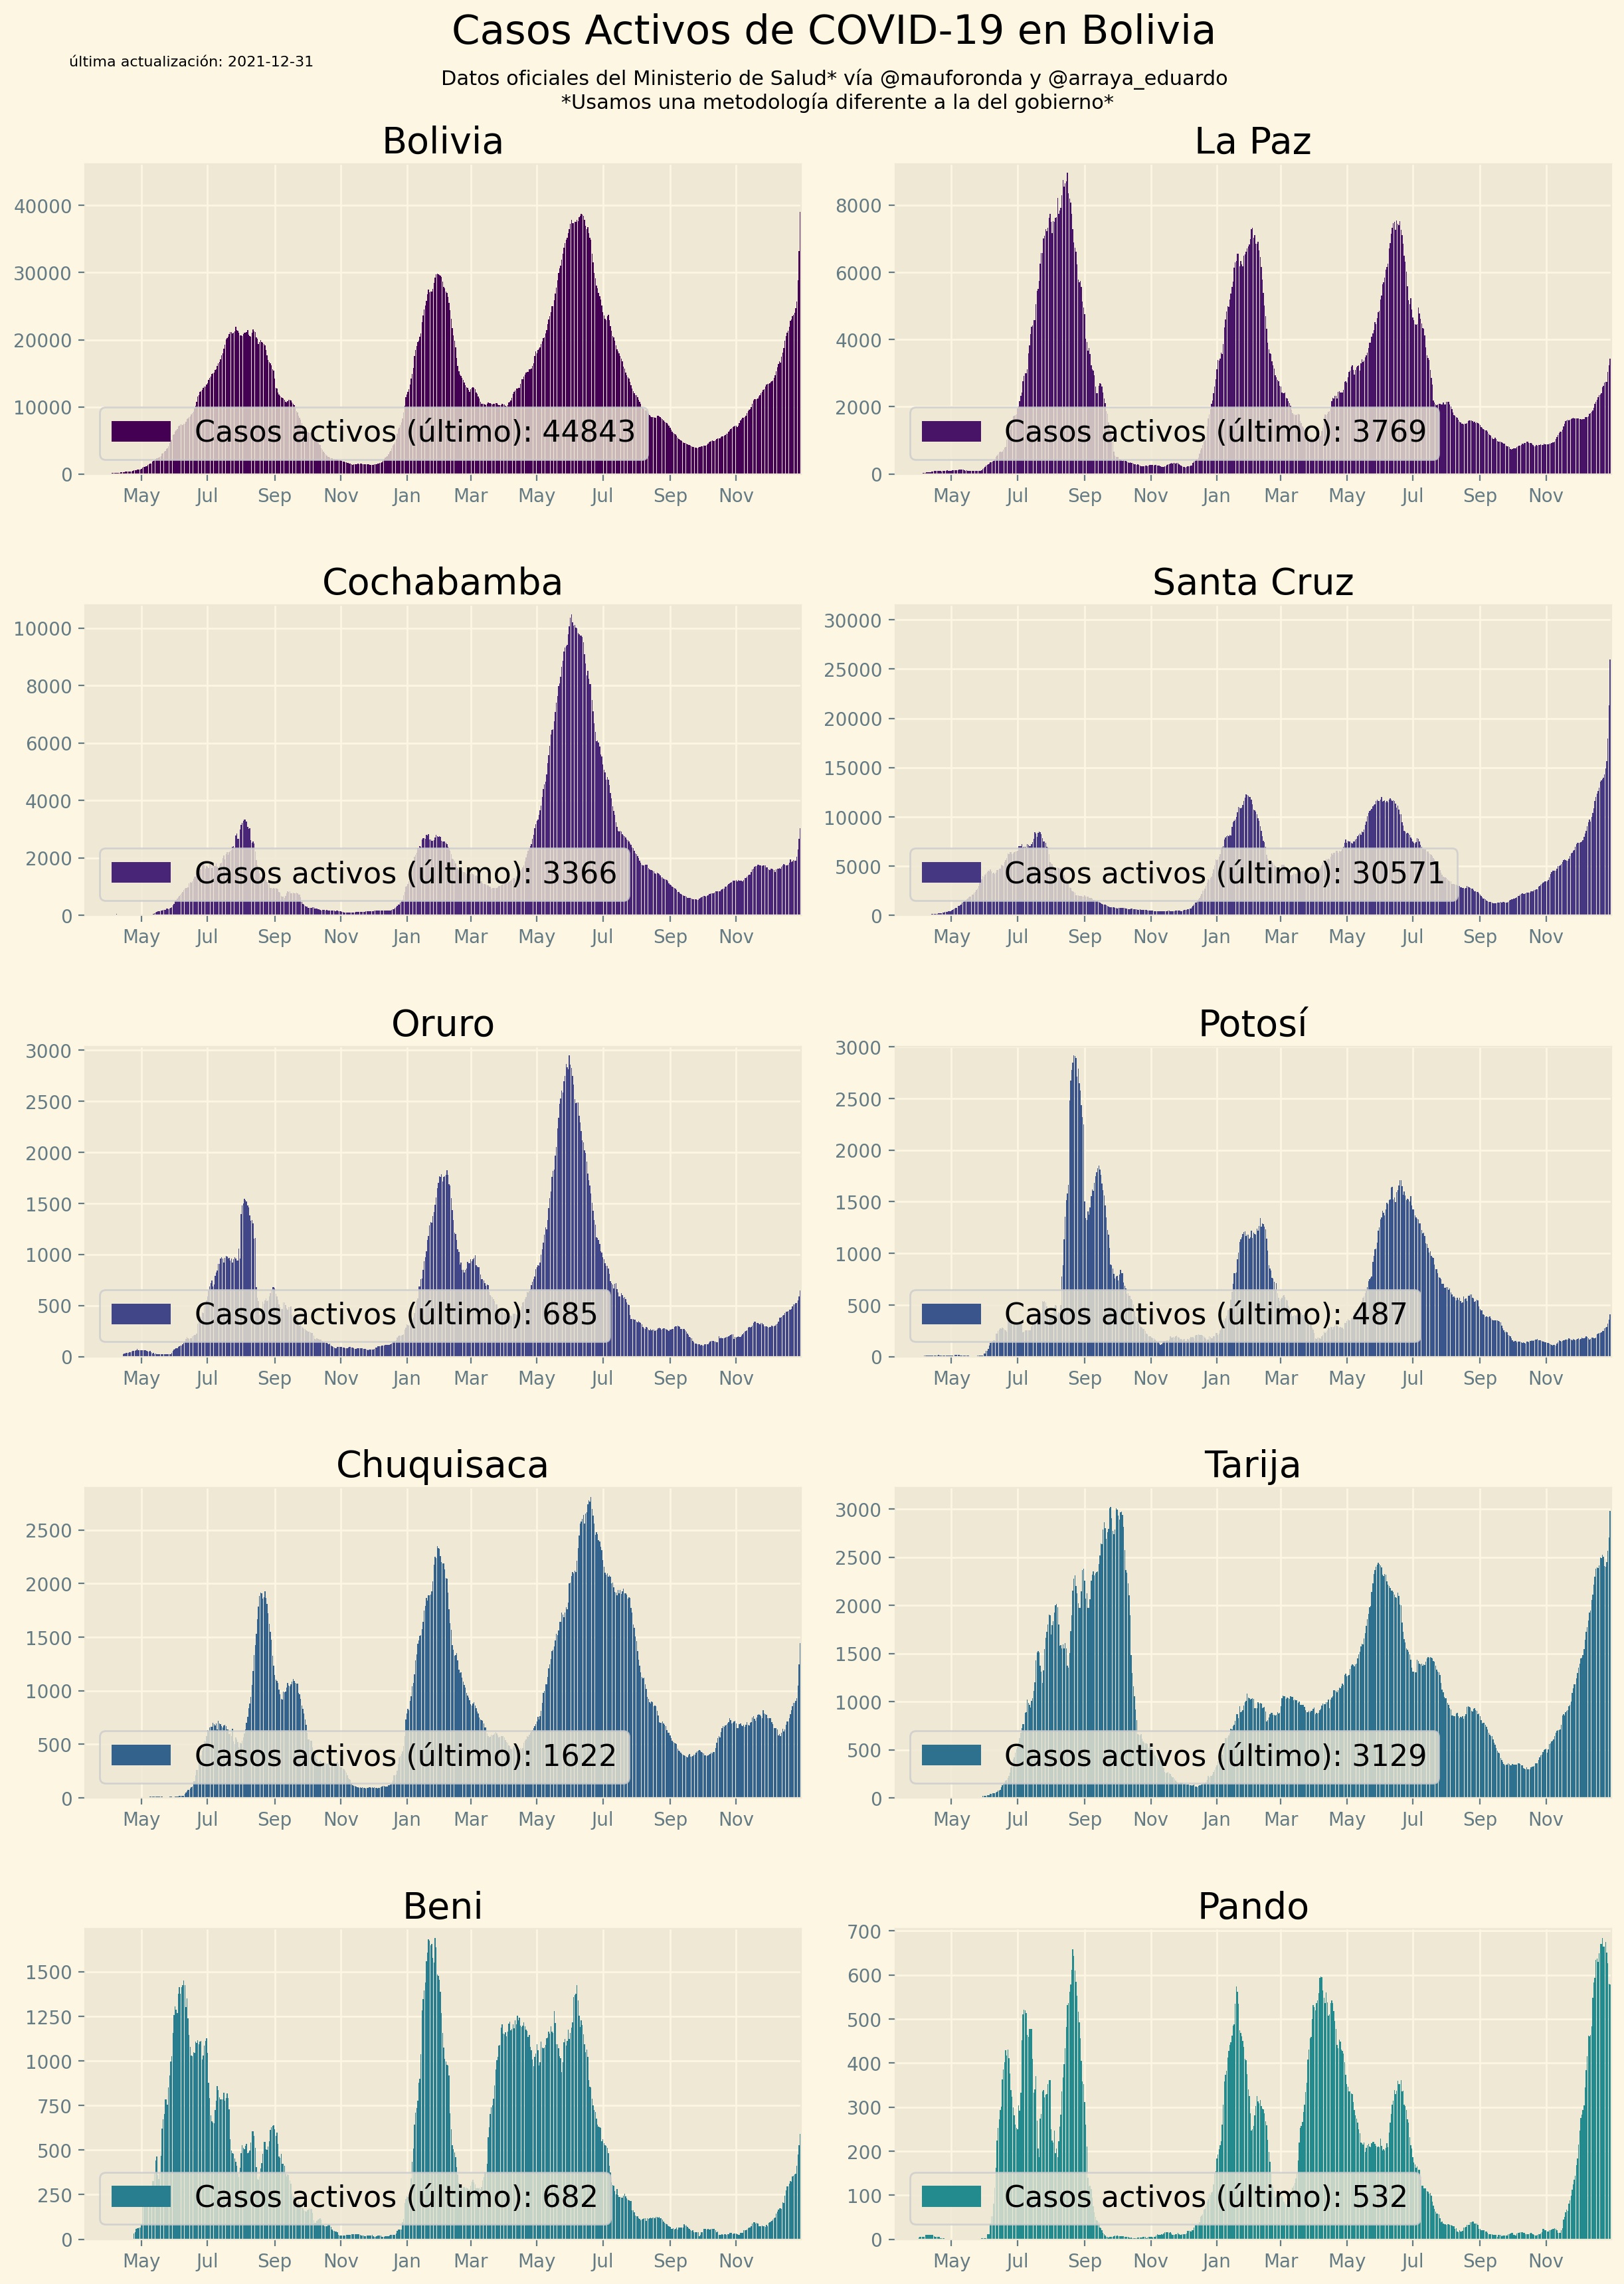 Casos Activos de COVID-19 en Bolivia
última actualización: 2021-12-31
Datos oficiales del Ministerio de Salud* vía @mauforonda y @arraya_eduardo
*Usamos una metodología diferente a la del gobierno*
Bolivia
40000
30000
20000
10000
0
Casos activos (último): 44843
May Jul Sep Nov Jan Mar May Jul Sep Nov
La Paz
8000
6000
4000
2000
0
Casos activos (último): 3769
May Jul Sep Nov Jan Mar May Jul Sep Nov
Cochabamba
10000
8000
6000
4000
2000
0
Casos activos (último): 3366
May Jul Sep Nov Jan Mar May Jul Sep Nov
Santa Cruz
30000
25000
20000
15000
10000
5000
0
Casos activos (último): 30571
May Jul Sep Nov Jan Mar May Jul Sep Nov
Oruro
3000
2500
2000
1500
1000
500
0
Casos activos (último): 685
May Jul Sep Nov Jan Mar May Jul Sep Nov
Potosí
3000
2500
2000
1500
1000
500
0
Casos activos (último): 487
May Jul Sep Nov Jan Mar May Jul Sep Nov
Chuquisaca
2500
2000
1500
1000
500
0
Casos activos (último): 1622
May Jul Sep Nov Jan Mar May Jul Sep Nov
Tarija
3000
2500
2000
1500
1000
500
0
Casos activos (último): 3129
May Jul Sep Nov Jan Mar May Jul Sep Nov
Beni
1500
1250
1000
750
500
250
0
Casos activos (último): 682
May Jul Sep Nov Jan Mar May Jul Sep Nov
Pando
700
600
500
400
300
200
100
0
Casos activos (último): 532
May Jul Sep Nov Jan Mar May Jul Sep Nov